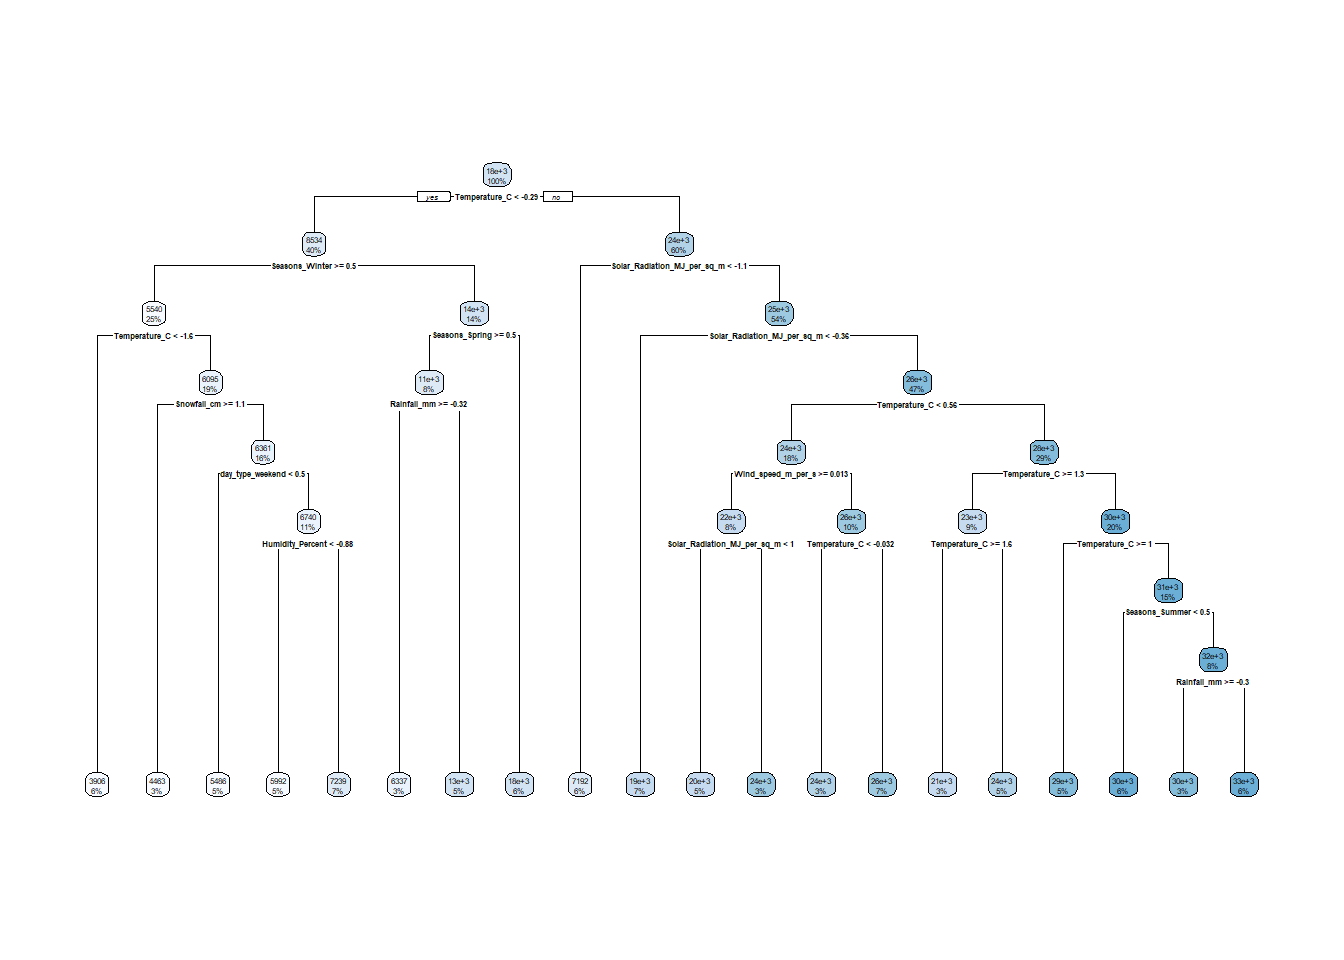 18e+3
100%
yes
Temperature_C < -0.29
no
8534
40%
24e+3
60%
Seasons_Winter >= 0.5
Solar_Radiation_MJ_per_sq_m < -1.1
5540
25%
14e+3
14%
25e+3
54%
Temperature_C < -1.6
Seasons_Spring >= 0.5
Solar_Radiation_MJ_per_sq_m < -0.36
6095
19%
11e+3
8%
26e+3
47%
Snowfall_cm >= 1.1
Rainfall_mm >= -0.32
Temperature_C < 0.56
6361
16%
24e+3
18%
28e+3
29%
day_type_weekend < 0.5
Wind_speed_m_per_s >= 0.013
Temperature_C >= 1.3
6740
11%
22e+3
8%
26e+3
10%
23e+3
9%
30e+3
20%
Humidity_Percent < -0.88
Solar_Radiation_MJ_per_sq_m < 1
Temperature_C < -0.032
Temperature_C >= 1.6
Temperature_C >= 1
31e+3
15%
Seasons_Summer < 0.5
32e+3
8%
Rainfall_mm >= -0.3
3906
6%
4463
3%
5486
5%
5992
5%
7239
7%
6337
3%
13e+3
5%
18e+3
6%
7192
6%
19e+3
7%
20e+3
5%
24e+3
3%
24e+3
3%
26e+3
7%
21e+3
3%
24e+3
5%
29e+3
5%
30e+3
6%
30e+3
3%
33e+3
6%